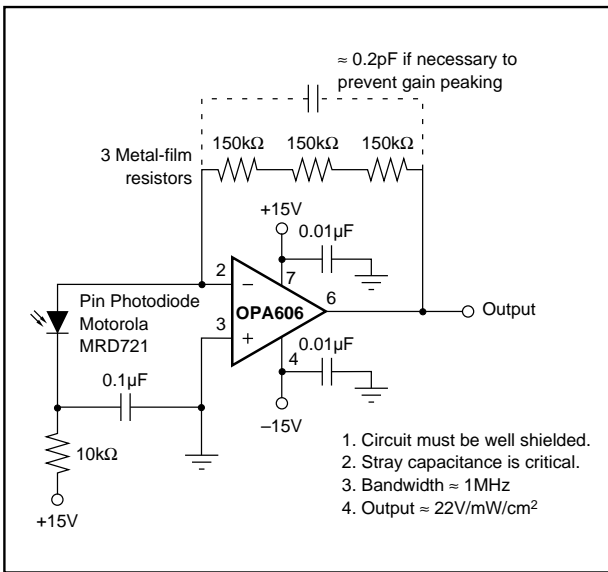 ≈ 0.2pF if necessary to
prevent gain peaking
3 Metal-film
resistors
150kΩ
150kΩ
150kΩ
+15V
0.01µF
7
2
–
OPA606
6
Output
3
+
Pin Photodiode
Motorola
MRD721
0.01µF
4
–15V
0.1µF
10kΩ
+15V
1. Circuit must be well shielded.
2. Stray capacitance is critical.
3. Bandwidth ≈ 1MHz
4. Output ≈ 22V/mW/cm²